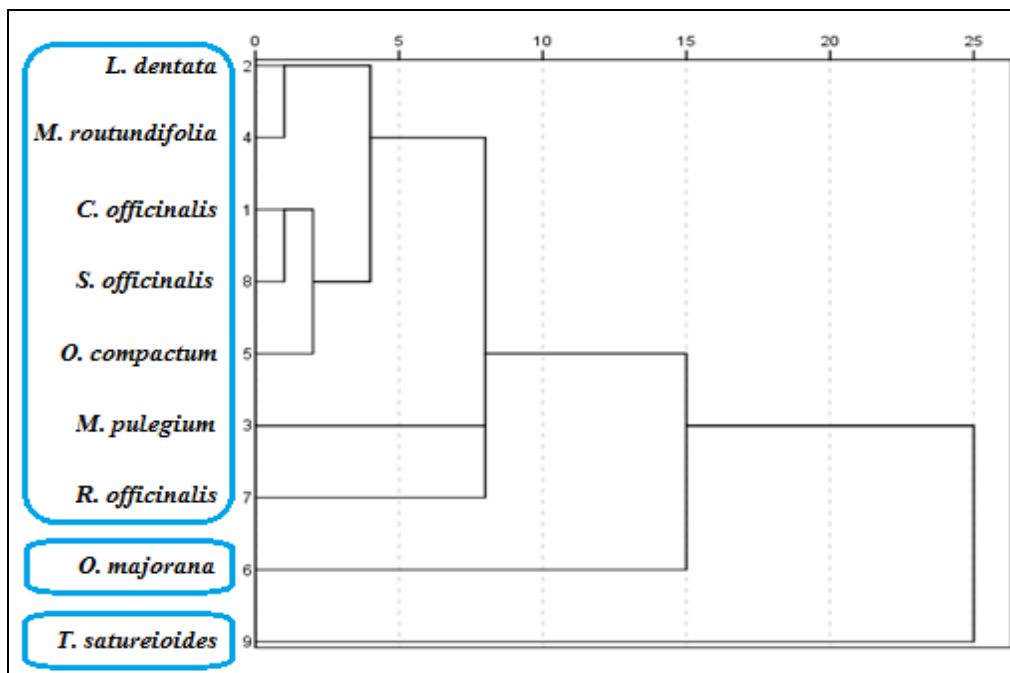 0 5 10 15 20 25
L. dentata 2
M. routundifolia 4
C. officinalis 1
S. officinalis 8
O. compactum 5
M. pulegium 3
R. officinalis 7
O. majorana 6
T. satureioides 9